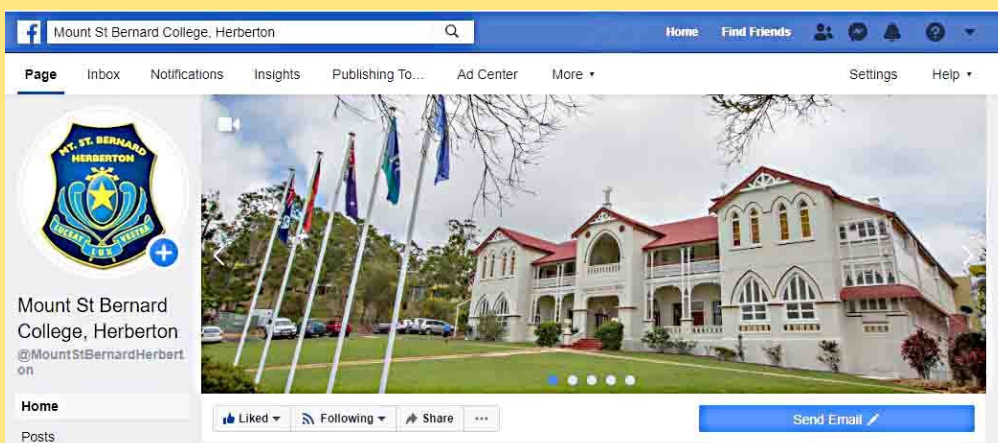 f Mount St Bernard College, Herberton Home Find Friends
Page Inbox Notifications Insights Publishing To... Ad Center More Settings Help
MT. ST. BERNARD
HERBERTON
LUCEAT LUX VESTRA
Mount St Bernard
College, Herberton
@MountStBernardHerbert
on
Home
Posts
Liked Following Share ... Send Email